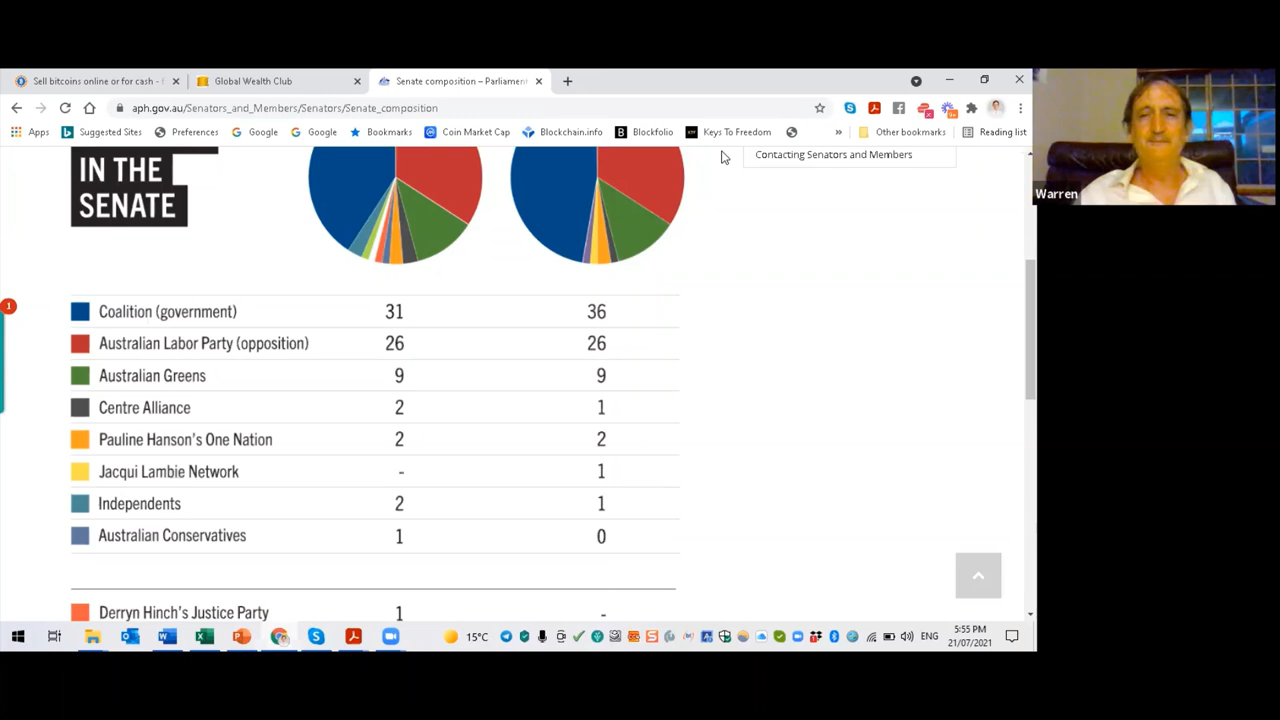 Sell bitcoins online or for cash -
Global Wealth Club
Senate composition – Parliament
aph.gov.au/Senators_and_Members/Senators/Senate_composition
Apps
Suggested Sites
Preferences
Google
Google
Bookmarks
Coin Market Cap
Blockchain.info
Blockfolio
Keys To Freedom
»
Other bookmarks
Reading list
Contacting Senators and Members
Warren
IN THE
SENATE
1
Coalition (government) 31 36
Australian Labor Party (opposition) 26 26
Australian Greens 9 9
Centre Alliance 2 1
Pauline Hanson's One Nation 2 2
Jacqui Lambie Network - 1
Independents 2 1
Australian Conservatives 1 0
Derryn Hinch's Justice Party 1 -
15°C
ENG
5:55 PM
21/07/2021